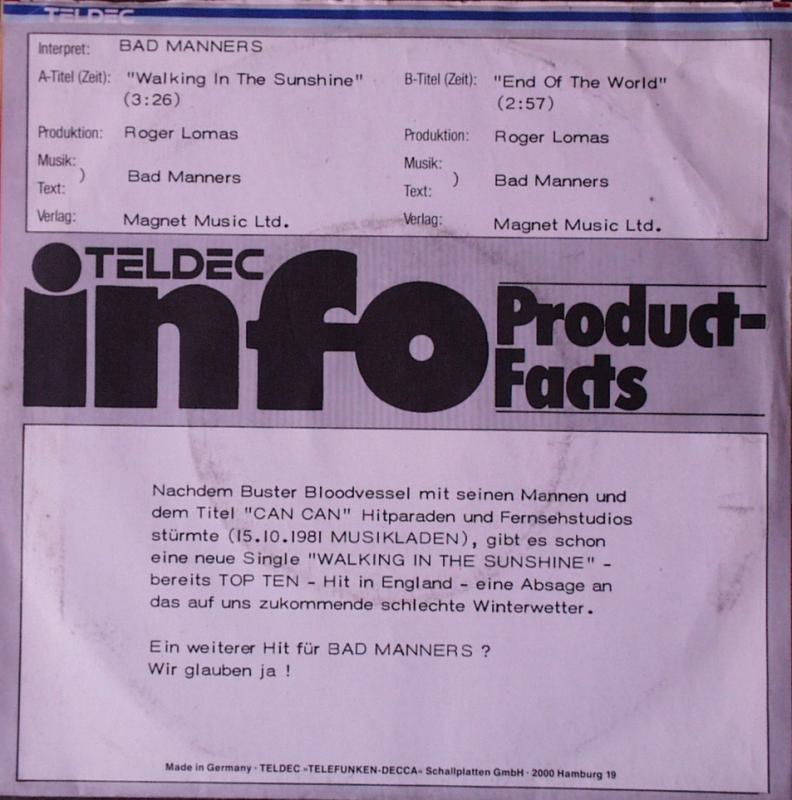 TELDEC
Interpret: BAD MANNERS
A-Titel (Zeit): "Walking In The Sunshine"
(3:26)
Produktion: Roger Lomas
Musik:
)
Text:
Bad Manners
Verlag: Magnet Music Ltd.
B-Titel (Zeit): "End Of The World"
(2:57)
Produktion: Roger Lomas
Musik:
)
Text:
Bad Manners
Verlag: Magnet Music Ltd.
TELDEC
info
Product-
Facts
Nachdem Buster Bloodvessel mit seinen Mannen und
dem Titel "CAN CAN" Hitparaden und Fernsehstudios
stürmte (15.10.1981 MUSIKLADEN), gibt es schon
eine neue Single "WALKING IN THE SUNSHINE" -
bereits TOP TEN - Hit in England - eine Absage an
das auf uns zukommende schlechte Winterwetter.
Ein weiterer Hit für BAD MANNERS ?
Wir glauben ja !
Made in Germany · TELDEC »TELEFUNKEN-DECCA« Schallplatten GmbH · 2000 Hamburg 19